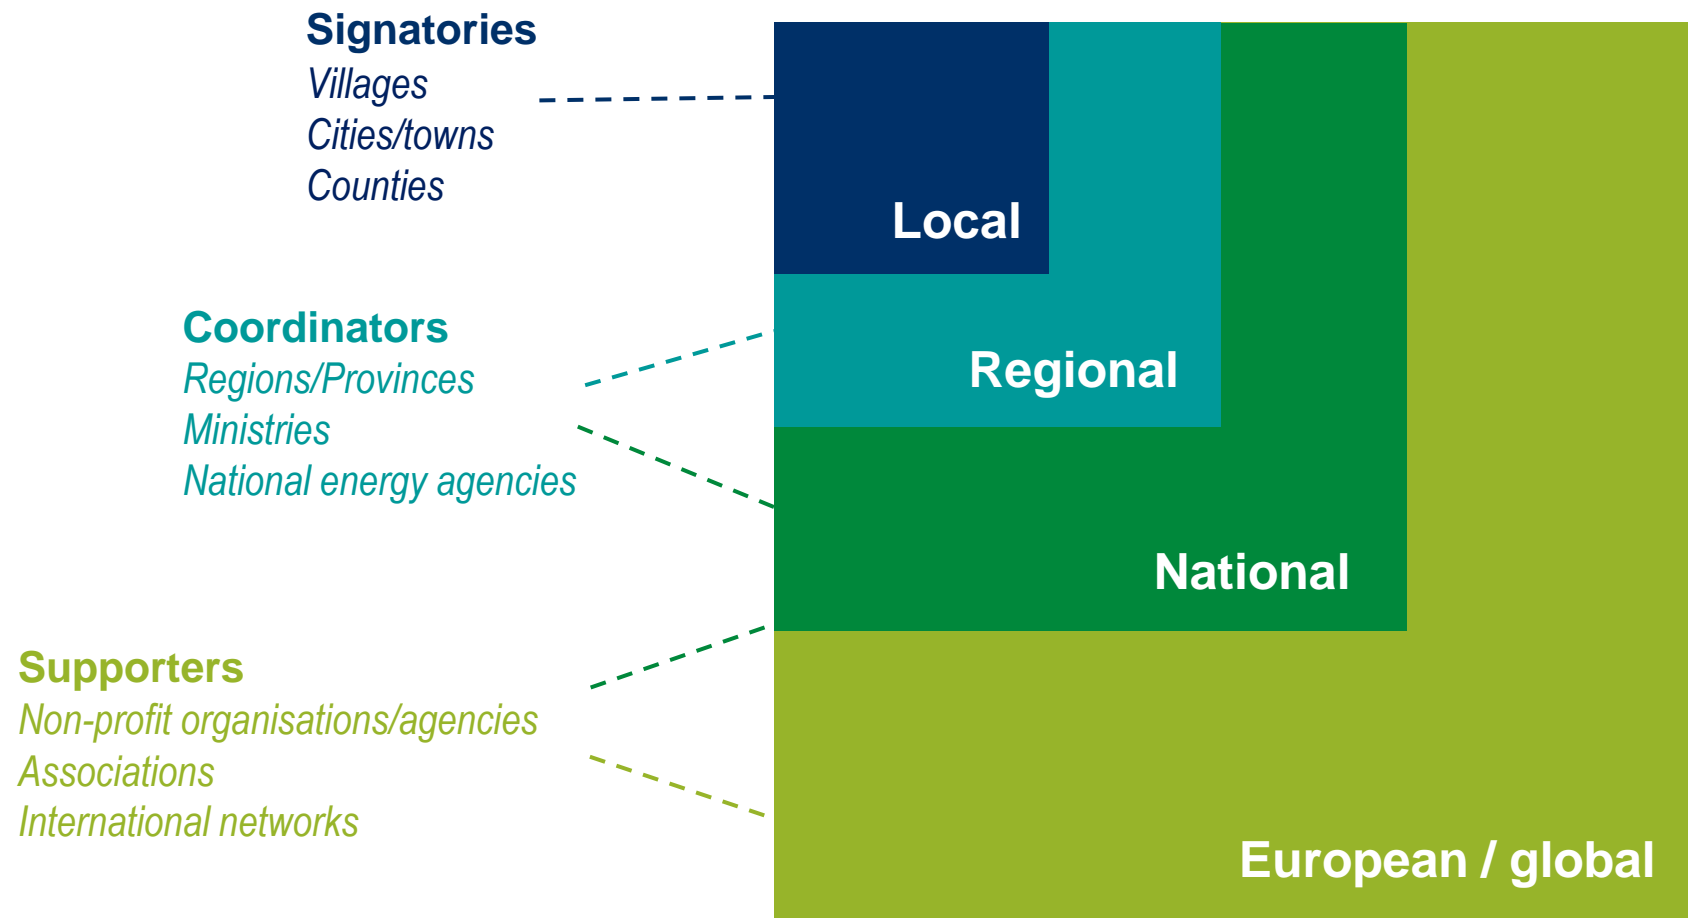 Signatories
Villages
Cities/towns
Counties
Local
Coordinators
Regions/Provinces
Ministries
National energy agencies
Regional
National
Supporters
Non-profit organisations/agencies
Associations
International networks
European / global